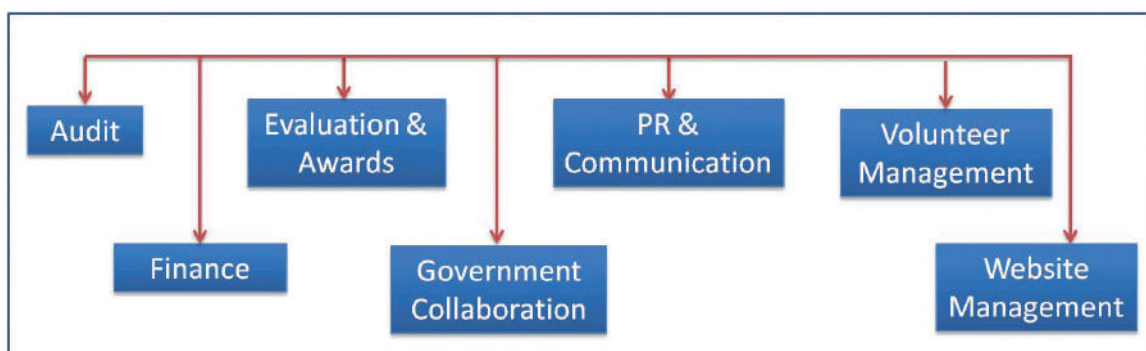 Audit
Evaluation &
Awards
PR &
Communication
Volunteer
Management
Finance
Government
Collaboration
Website
Management